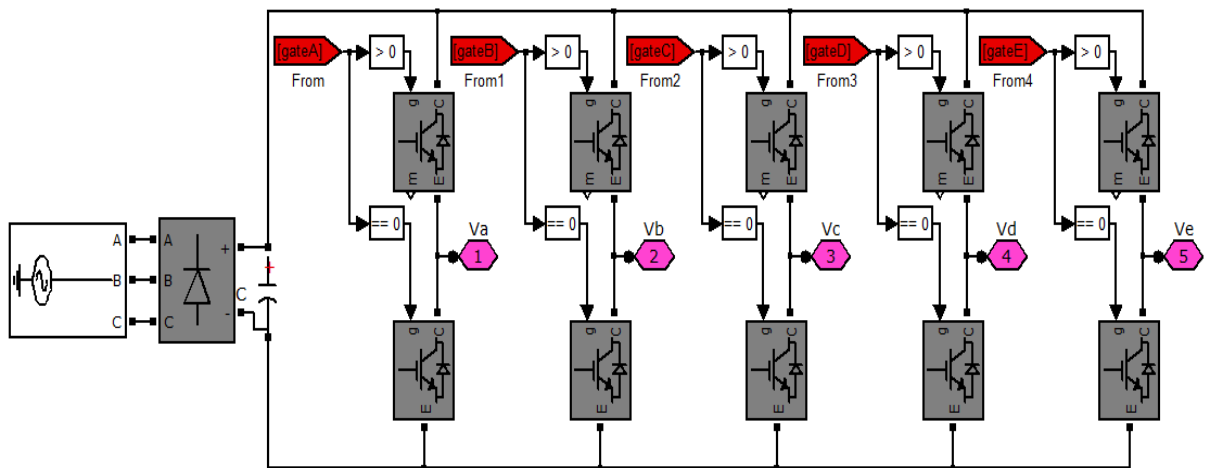 [gateA] > 0 [gateB] > 0 [gateC] > 0 [gateD] > 0 [gateE] > 0
From From1 From2 From3 From4
g C g C g C g C g C
m E m E m E m E m E
== 0 == 0 == 0 == 0 == 0
Va Vb Vc Vd Ve
1 2 3 4 5
A A +
B B
C C -
C
+
g C g C g C g C g C
E E E E E